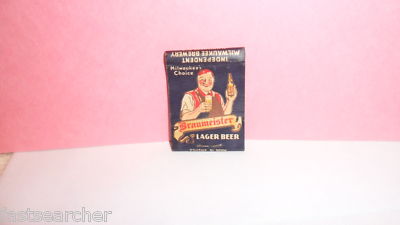 MILWAUKEE BREWERY
INDEPENDENT
Milwaukee's
Choice
Braumeister
LAGER BEER
fastsearcher